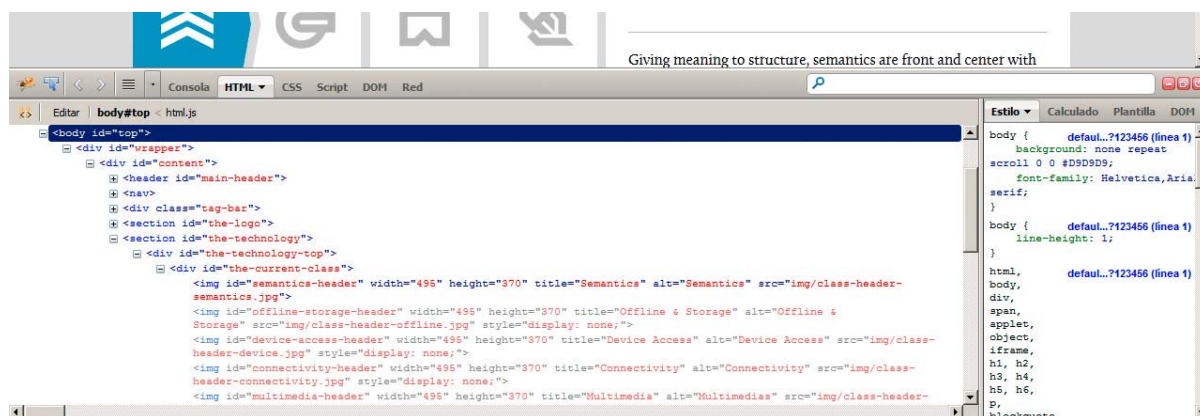 Giving meaning to structure, semantics are front and center with
Consola HTML CSS Script DOM Red
Editar body#top < html.js
<body id="top">
<div id="wrapper">
<div id="content">
<header id="main-header">
<nav>
<div class="tag-bar">
<section id="the-logo">
<section id="the-technology">
<div id="the-technology-top">
<div id="the-current-class">
<img id="semantics-header" width="495" height="370" title="Semantics" alt="Semantics" src="img/class-header-
semantics.jpg">
<img id="offline-storage-header" width="495" height="370" title="Offline & Storage" alt="Offline &
Storage" src="img/class-header-offline.jpg" style="display: none;">
<img id="device-access-header" width="495" height="370" title="Device Access" alt="Device Access" src="img/class-
header-device.jpg" style="display: none;">
<img id="connectivity-header" width="495" height="370" title="Connectivity" alt="Connectivity" src="img/class-
header-connectivity.jpg" style="display: none;">
<img id="multimedia-header" width="495" height="370" title="Multimedia" alt="Multimedias" src="img/class-header-
Estilo Calculado Plantilla DOM
body { defaul...?123456 (línea 1)
background: none repeat
scroll 0 0 #D9D9D9;
font-family: Helvetica,Aria
serif;
}
body { defaul...?123456 (línea 1)
line-height: 1;
}
html, defaul...?123456 (línea 1)
body,
div,
span,
applet,
object,
iframe,
h1, h2,
h3, h4,
h5, h6,
p,
blockquote,